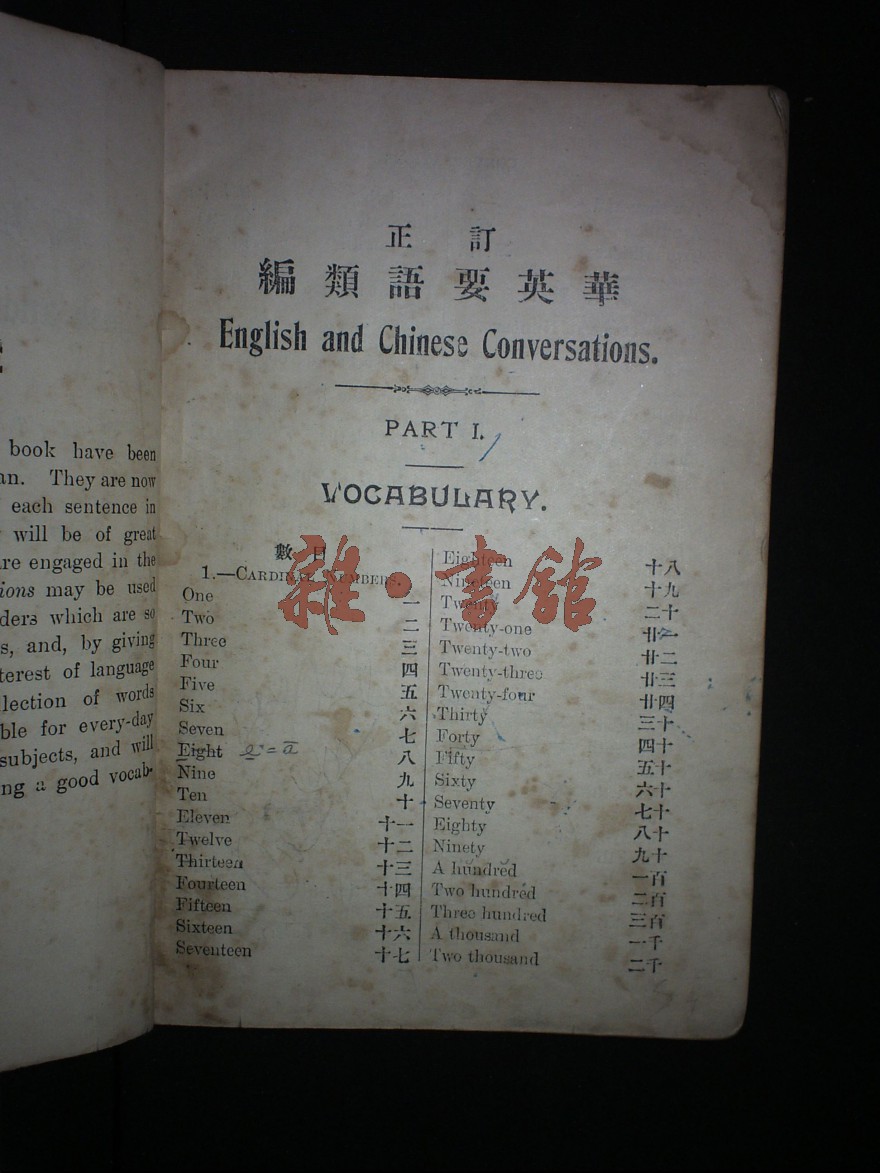 book have been
an. They are now
each sentence in
will be of great
are engaged in the
ions may be used
ders which are so
s, and, by giving
terest of language
llection of words
ble for every-day
subjects, and will
ng a good vocab-
訂正
華英要語類編
English and Chinese Conversations.
PART I.
VOCABULARY.
數目
1.—CARDINAL NUMBERS.
One 一
Two 二
Three 三
Four 四
Five 五
Six 六
Seven 七
Eight 八
Nine 九
Ten 十
Eleven 十一
Twelve 十二
Thirteen 十三
Fourteen 十四
Fifteen 十五
Sixteen 十六
Seventeen 十七
Eighteen 十八
Nineteen 十九
Twenty 二十
Twenty-one 廿一
Twenty-two 廿二
Twenty-three 廿三
Twenty-four 廿四
Thirty 三十
Forty 四十
Fifty 五十
Sixty 六十
Seventy 七十
Eighty 八十
Ninety 九十
A hundred 一百
Two hundred 二百
Three hundred 三百
A thousand 一千
Two thousand 二千
雜·書館